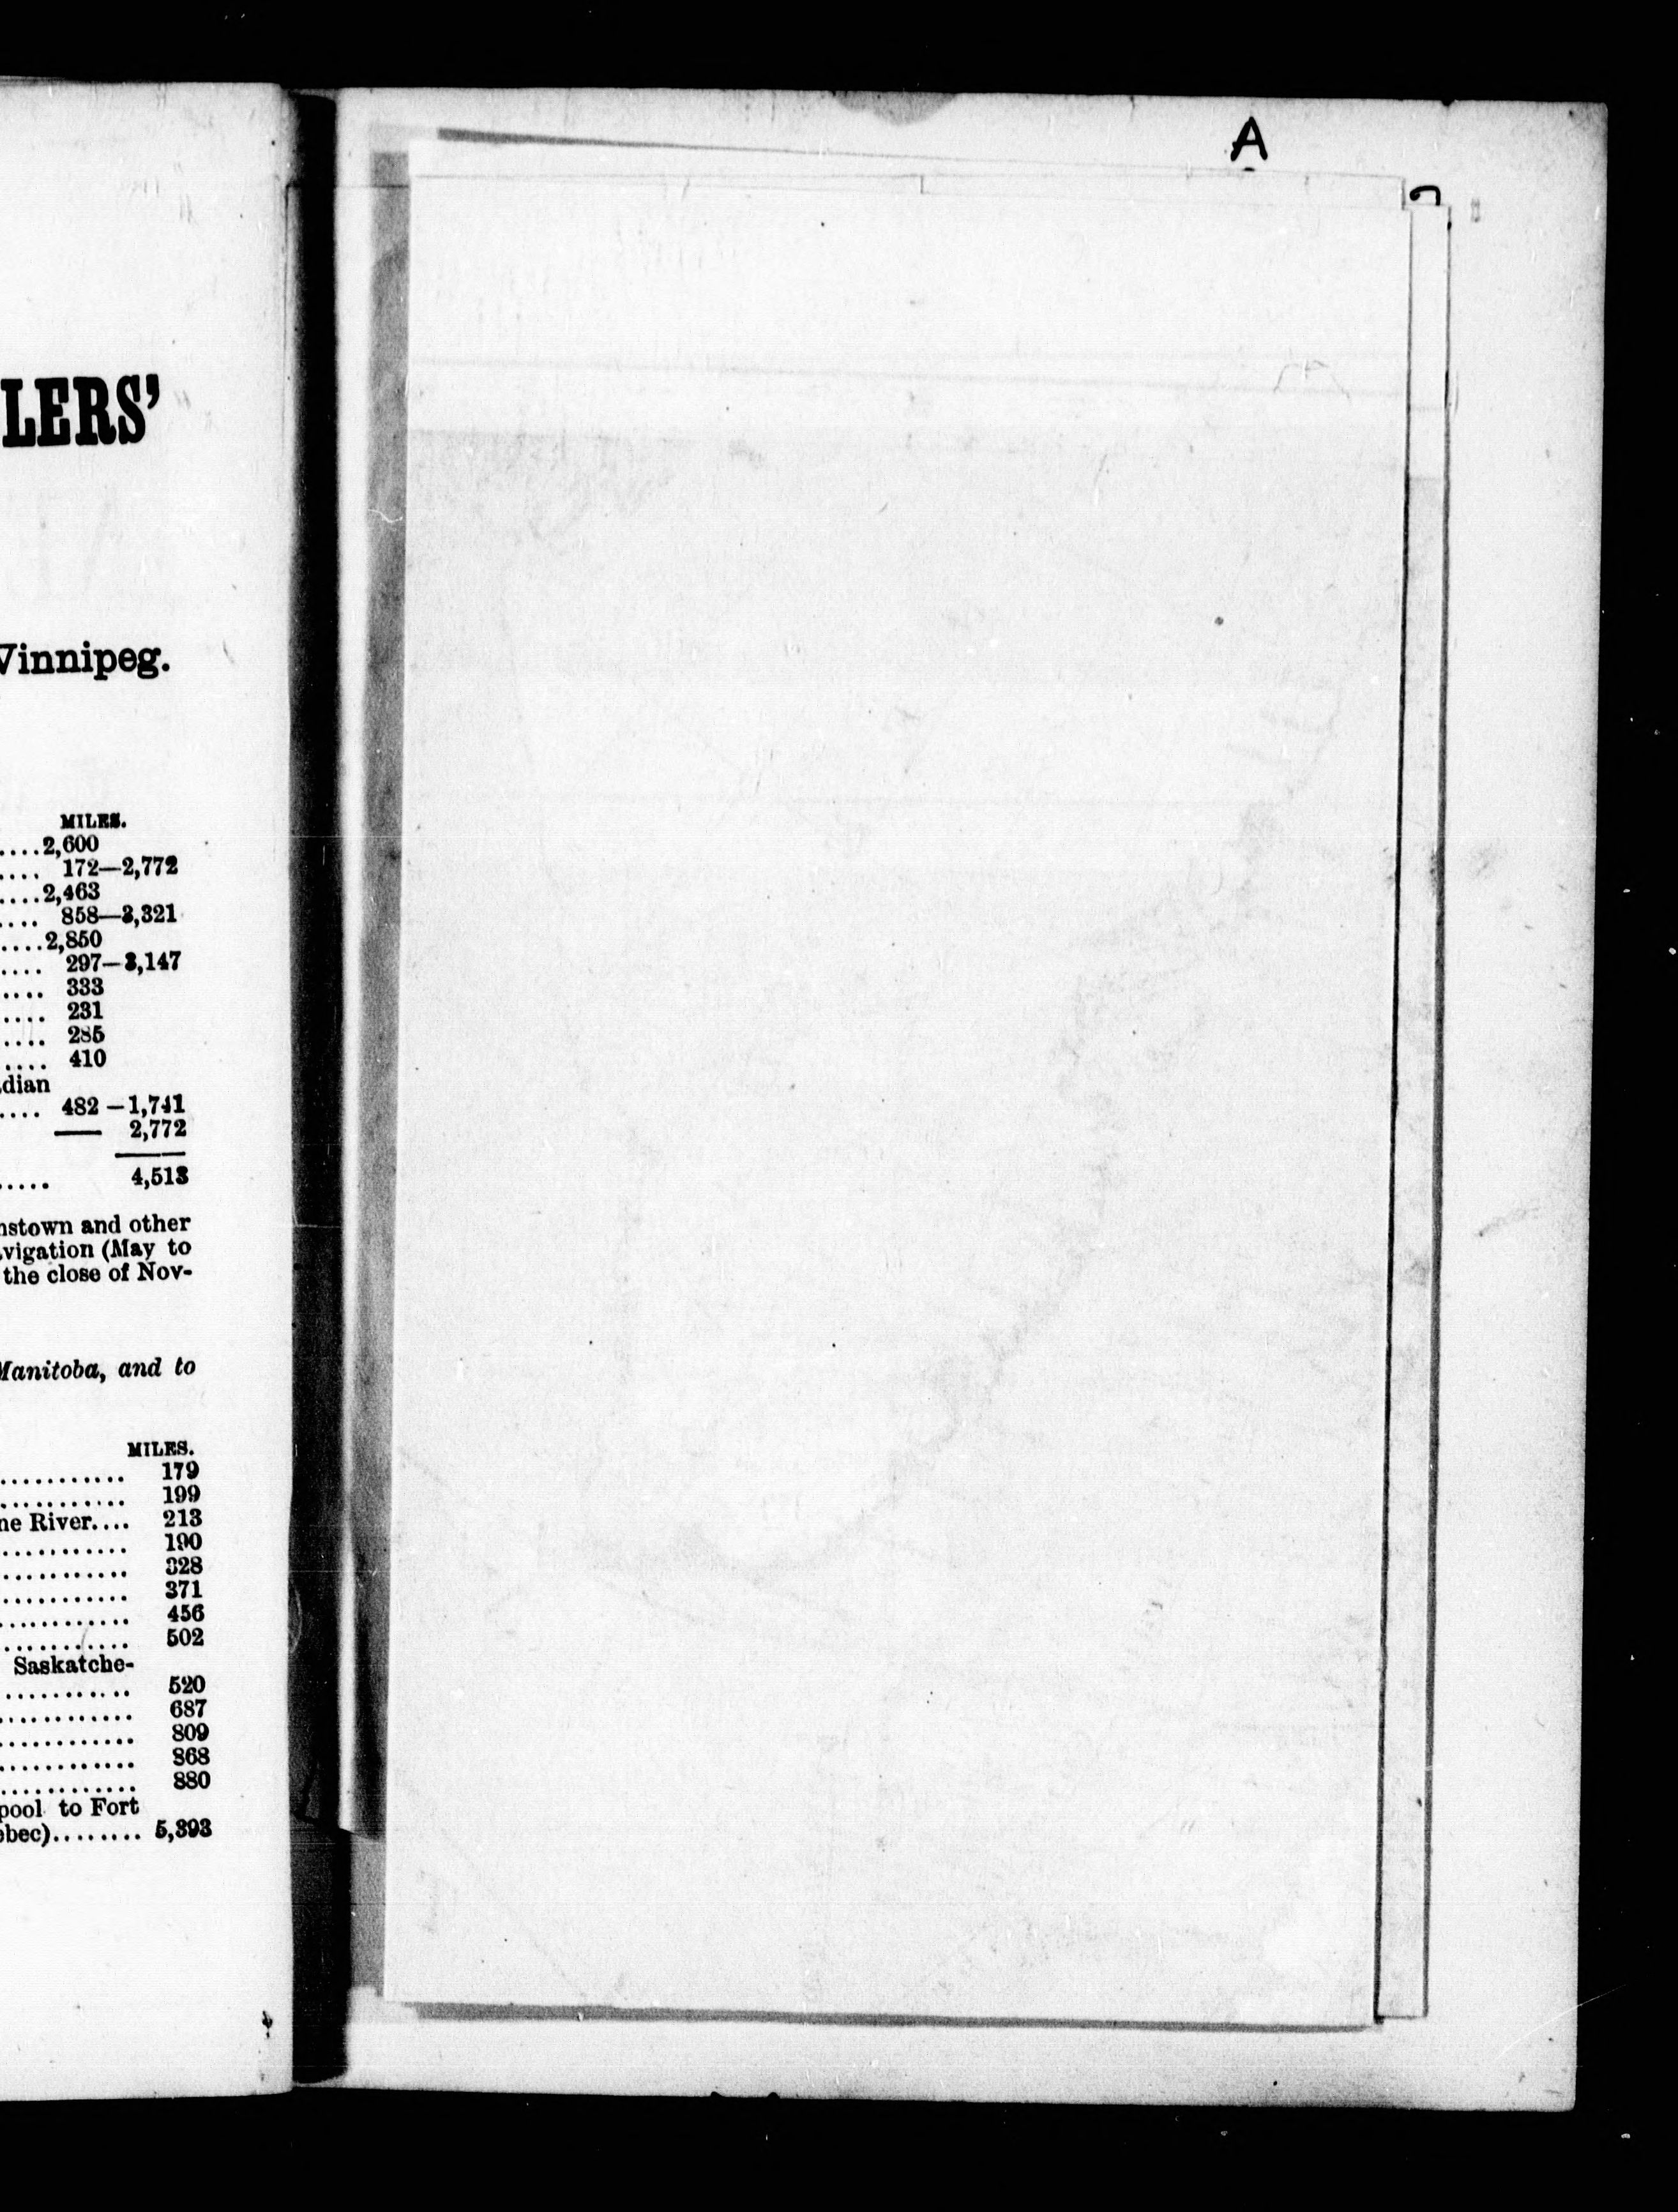 LERS'
Winnipeg.
MILES.
....2,600
.... 172—2,772
....2,463
.... 858—3,321
....2,850
.... 297—3,147
.... 333
.... 231
.... 285
.... 410
dian
.... 482—1,741
2,772
..... 4,513
nstown and other
vigation (May to
the close of Nov-
Manitoba, and to
MILES.
........... 179
........... 199
ne River.... 213
........... 190
........... 328
........... 371
........... 456
........... 502
Saskatche-
........... 520
............ 687
............ 809
............ 868
............ 880
pool to Fort
ebec)........ 5,393
A